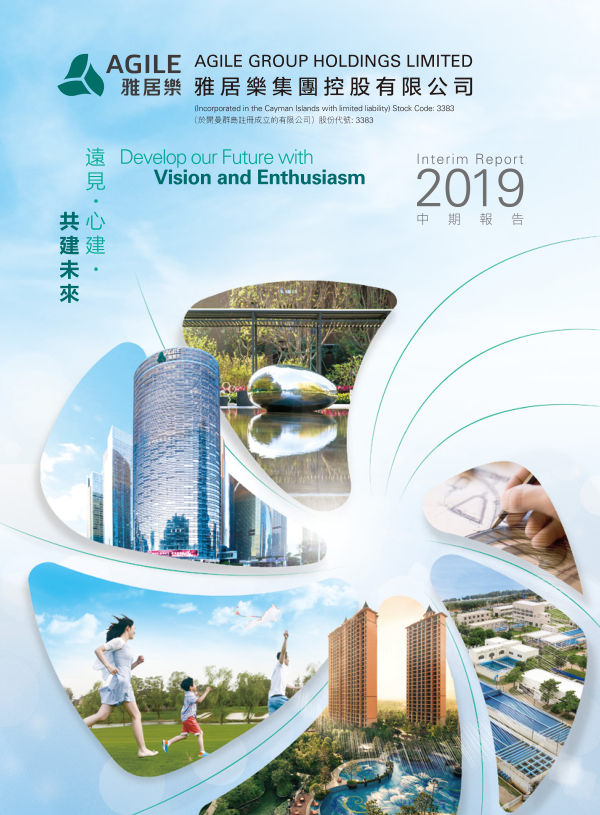 AGILE
雅居樂
AGILE GROUP HOLDINGS LIMITED
雅居樂集團控股有限公司
(Incorporated in the Cayman Islands with limited liability) Stock Code: 3383
(於開曼群島註冊成立的有限公司) 股份代號: 3383
遠見·心建·
共建未來
Develop our Future with
Vision and Enthusiasm
Interim Report
2019
中期報告
AGILE